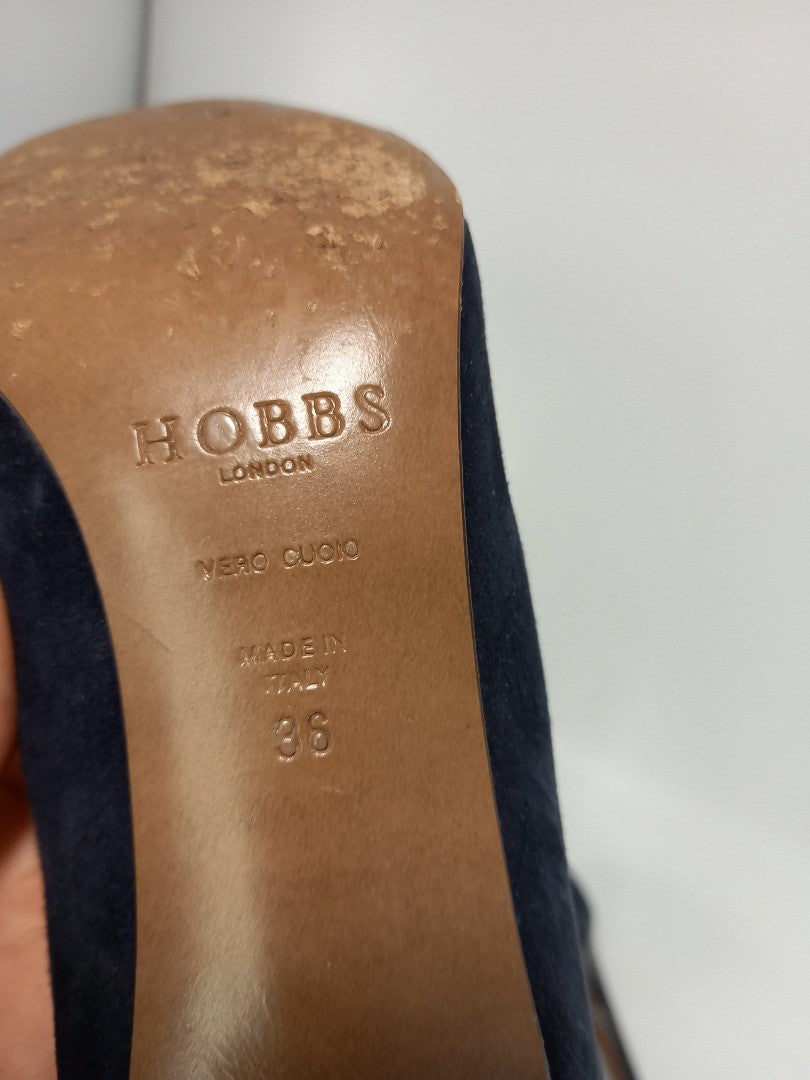 HOBBS
LONDON
VERO CUOIO
MADE IN
ITALY
36